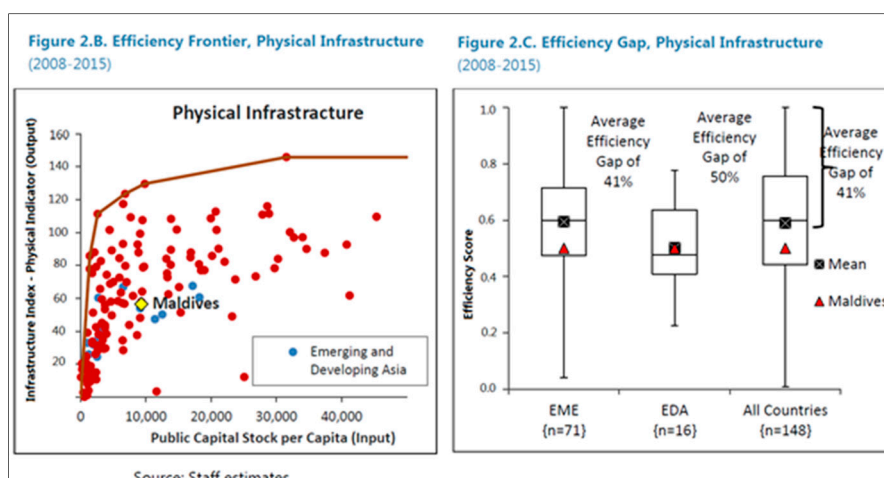 Figure 2.B. Efficiency Frontier, Physical Infrastructure
(2008-2015)
Physical Infrastracture
Infrastructure Index - Physical Indicator (Output)
160
140
120
100
80
60
40
20
0
10,000
20,000
30,000
40,000
Maldives
Emerging and
Developing Asia
Public Capital Stock per Capita (Input)
Source: Staff estimates
Figure 2.C. Efficiency Gap, Physical Infrastructure
(2008-2015)
Efficiency Score
1.0
0.8
0.6
0.4
0.2
0.0
Average
Efficiency
Gap of
41%
Average
Efficiency
Gap of
50%
Average
Efficiency
Gap of
41%
Mean
Maldives
EME
{n=71}
EDA
{n=16}
All Countries
{n=148}